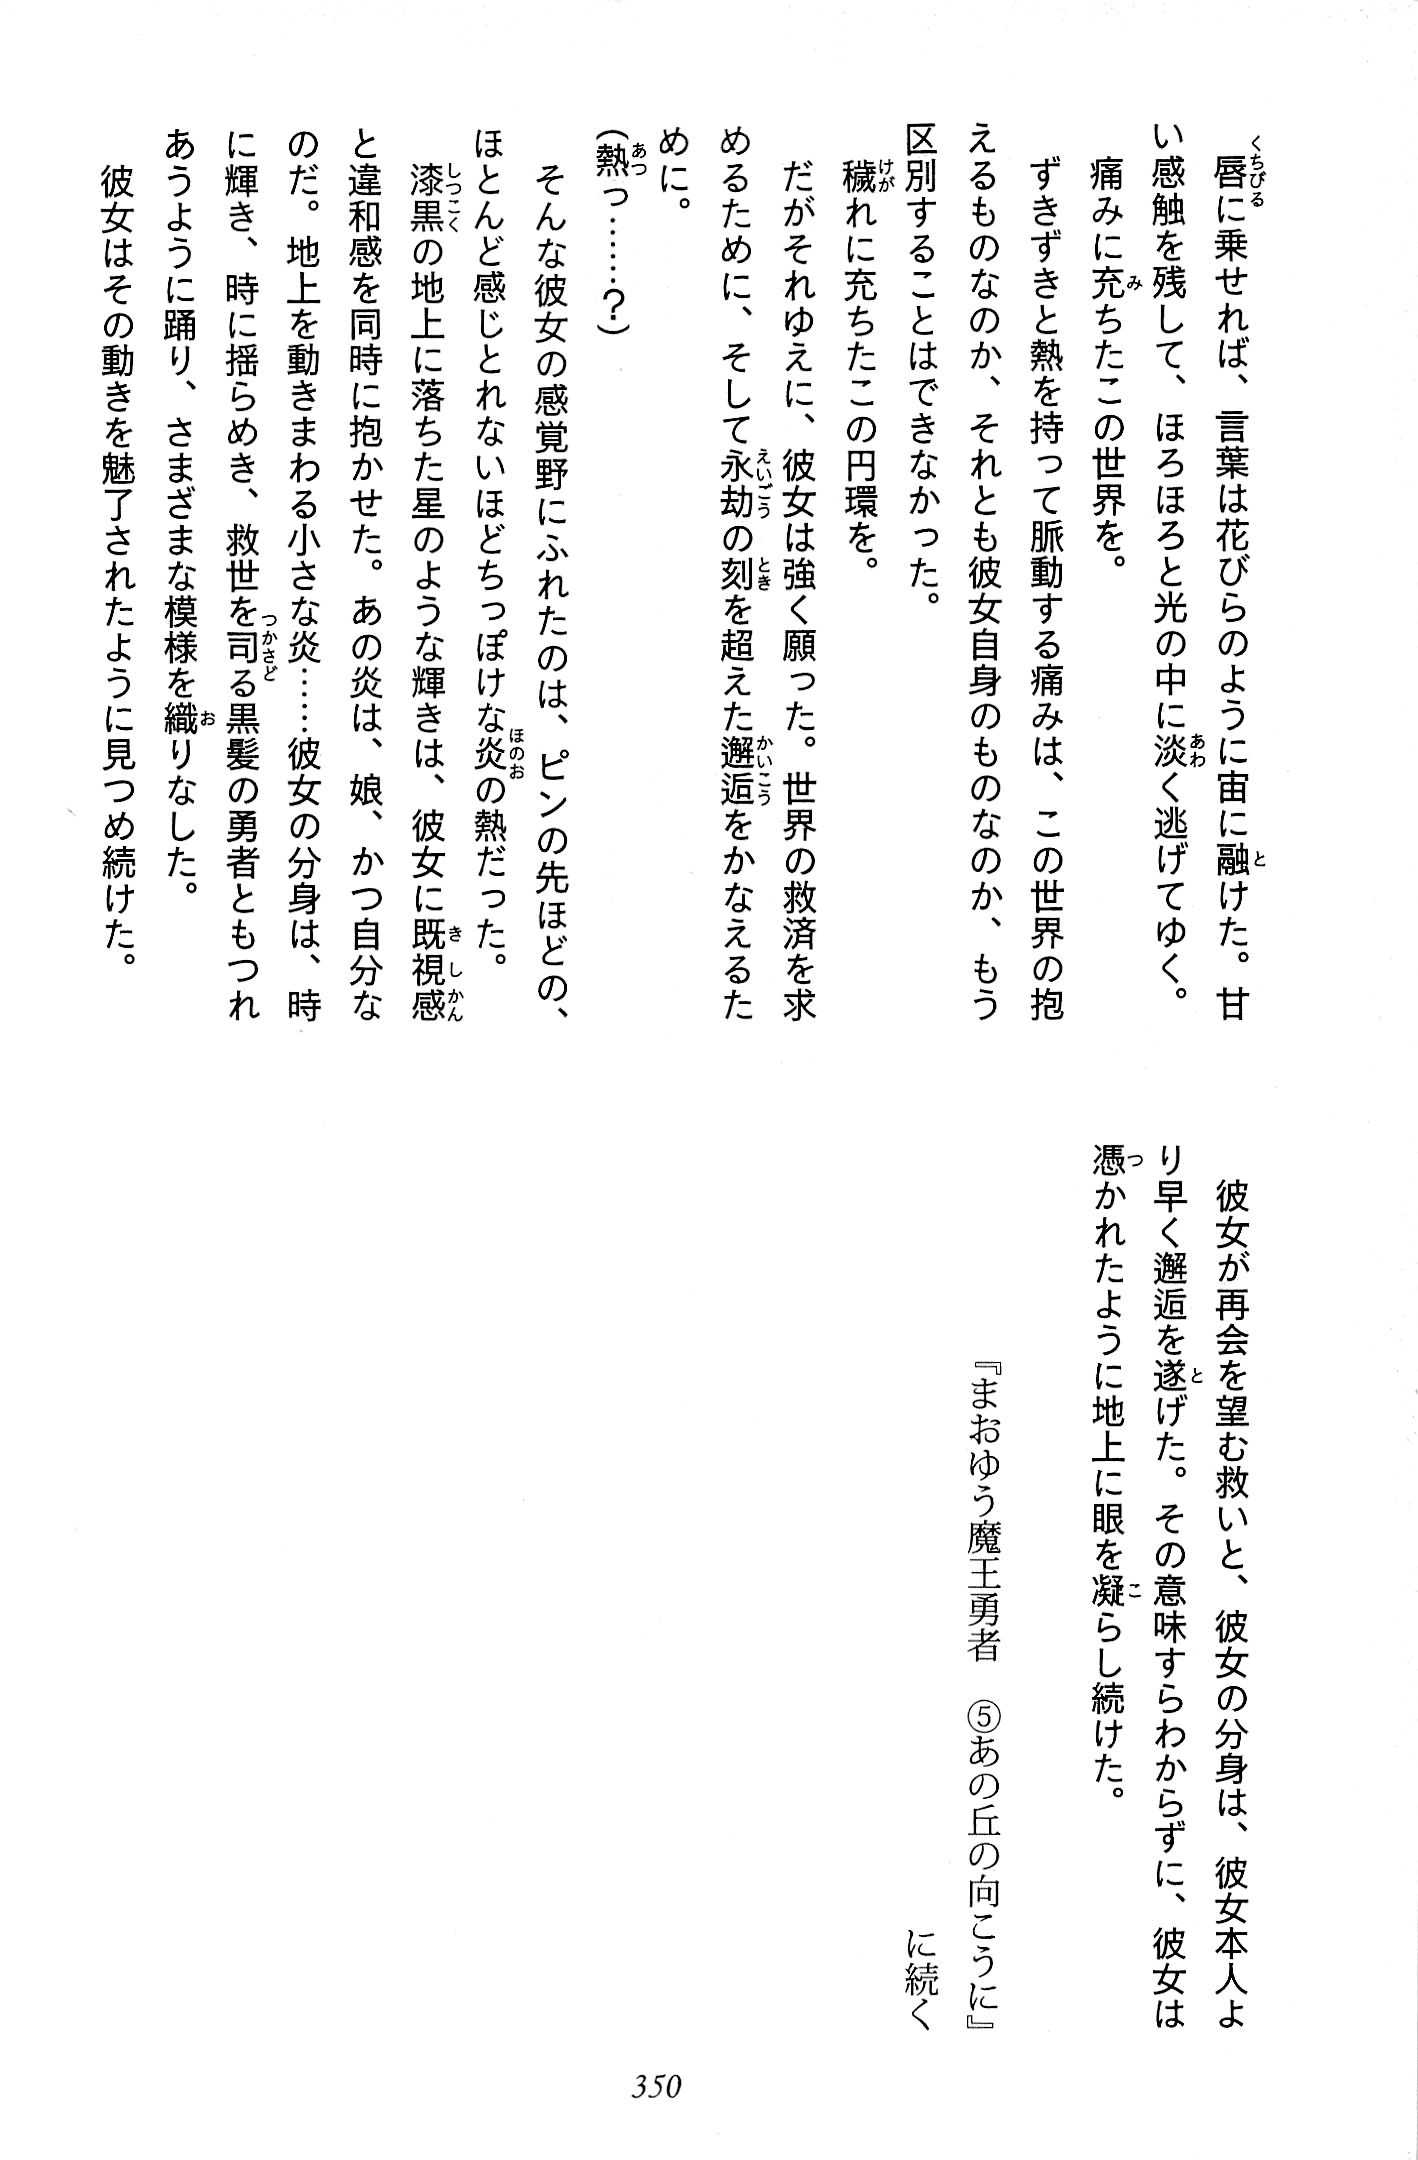 唇に乗せれば、言葉は花びらのように宙に融けた。甘
い感触を残して、ほろほろと光の中に淡く逃げてゆく。
痛みに充ちたこの世界を。
ずきずきと熱を持って脈動する痛みは、この世界の抱
えるものなのか、それとも彼女自身のものなのか、もう
区別することはできなかった。
穢れに充ちたこの円環を。
だがそれゆえに、彼女は強く願った。世界の救済を求
めるために、そして永劫の刻を超えた邂逅をかなえるた
めに。
（熱っ……？）
そんな彼女の感覚野にふれたのは、ピンの先ほどの、
ほとんど感じとれないほどちっぽけな炎の熱だった。
漆黒の地上に落ちた星のような輝きは、彼女に既視感
と違和感を同時に抱かせた。あの炎は、娘、かつ自分な
のだ。地上を動きまわる小さな炎……彼女の分身は、時
に輝き、時に揺らめき、救世を司る黒髪の勇者ともつれ
あうように踊り、さまざまな模様を織りなした。
彼女はその動きを魅了されたように見つめ続けた。
彼女が再会を望む救いと、彼女の分身は、彼女本人よ
り早く邂逅を遂げた。その意味すらわからずに、彼女は
憑かれたように地上に眼を凝らし続けた。
『まおゆう魔王勇者　⑤あの丘の向こうに』
に続く
350